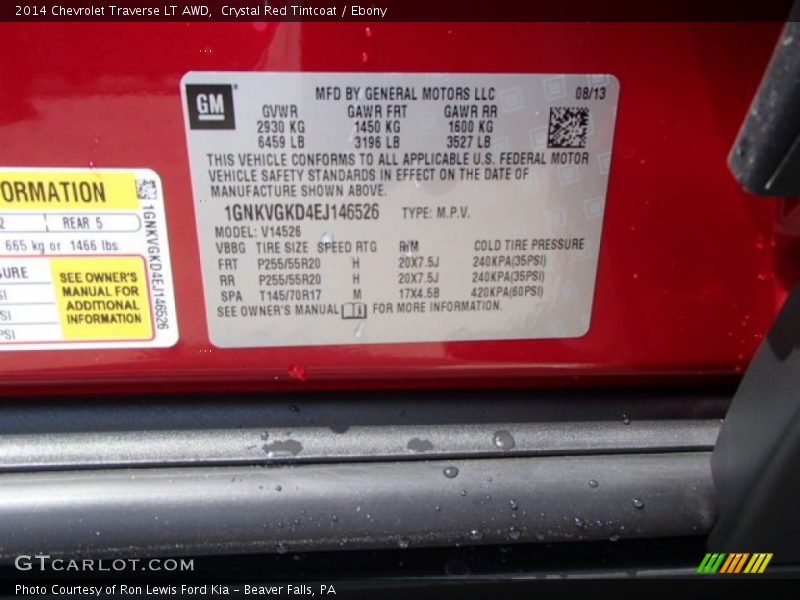 2014 Chevrolet Traverse LT AWD,  Crystal Red Tintcoat / Ebony
GM
MFD BY GENERAL MOTORS LLC 08/13
GVWR GAWR FRT GAWR RR
2930 KG 1450 KG 1600 KG
6459 LB 3196 LB 3527 LB
THIS VEHICLE CONFORMS TO ALL APPLICABLE U.S. FEDERAL MOTOR
VEHICLE SAFETY STANDARDS IN EFFECT ON THE DATE OF
MANUFACTURE SHOWN ABOVE.
1GNKVGKD4EJ146526 TYPE: M.P.V.
MODEL: V14526
VBBG TIRE SIZE SPEED RTG RIM COLD TIRE PRESSURE
FRT P255/55R20 H 20X7.5J 240KPA(35PSI)
RR P255/55R20 H 20X7.5J 240KPA(35PSI)
SPA T145/70R17 M 17X4.5B 420KPA(60PSI)
SEE OWNER'S MANUAL FOR MORE INFORMATION.
ORMATION
2 REAR 5
665 kg or 1466 lbs.
SURE
SI
SI
PSI
SEE OWNER'S
MANUAL FOR
ADDITIONAL
INFORMATION
1GNKVGKD4EJ146526
GTCARLOT.COM
Photo Courtesy of Ron Lewis Ford Kia - Beaver Falls, PA